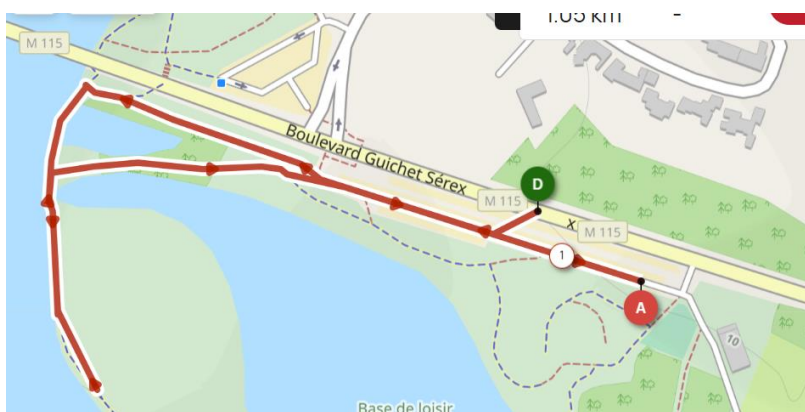 1.05 km -
M 115
Boulevard Guichet Sérex
D
M 115
x
M 115
1
A
10
Base de loisir